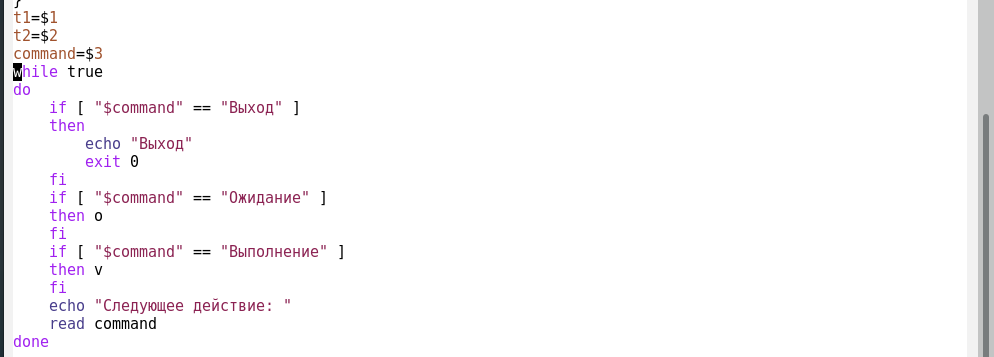 }
t1=$1
t2=$2
command=$3
while true
do
    if [ "$command" == "Выход" ]
    then
        echo "Выход"
        exit 0
    fi
    if [ "$command" == "Ожидание" ]
    then o
    fi
    if [ "$command" == "Выполнение" ]
    then v
    fi
    echo "Следующее действие: "
    read command
done